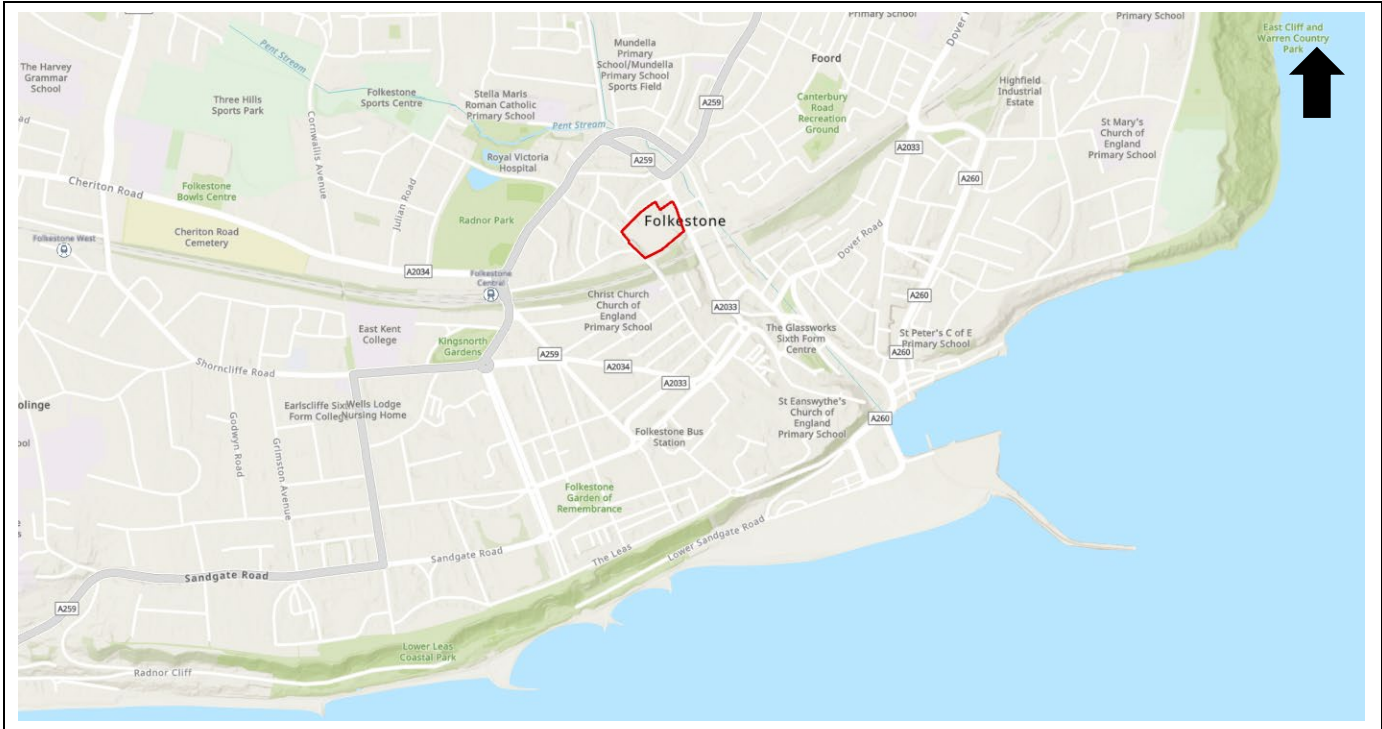 Primary School
Primary School
East Cliff and
Warren Country
Park
Dover R
Pent Stream
Mundella
Primary
School/Mundella
Primary School
Sports Field
Foord
The Harvey
Grammar
School
Three Hills
Sports Park
Folkestone
Sports Centre
Stella Maris
Roman Catholic
Primary School
A259
Canterbury
Road
Recreation
Ground
Highfield
Industrial
Estate
St Mary's
Church of
England
Primary School
ad
Cornwallis Avenue
Pent Stream
Royal Victoria
Hospital
A259
A2033
A260
Cheriton Road
Folkestone
Bowls Centre
Julian Road
Radnor Park
Folkestone
Cheriton Road
Cemetery
Folkestone West
Dover Road
A2034
Folkestone
Central
Christ Church
Church of
England
Primary School
A2033
A260
East Kent
College
Kingsnorth
Gardens
The Glassworks
Sixth Form
Centre
St Peter's C of E
Primary School
A260
A259
A2034
A2033
Shorncliffe Road
olinge
Earlscliffe Six
Form College
Wells Lodge
Nursing Home
St Eanswythe's
Church of
England
Primary School
A260
Godwyn Road
Grimston Avenue
Folkestone Bus
Station
ool
Folkestone
Garden of
Remembrance
e
s
Sandgate Road
The Leas
Lower Sandgate Road
Sandgate Road
A259
Lower Leas
Coastal Park
Radnor Cliff